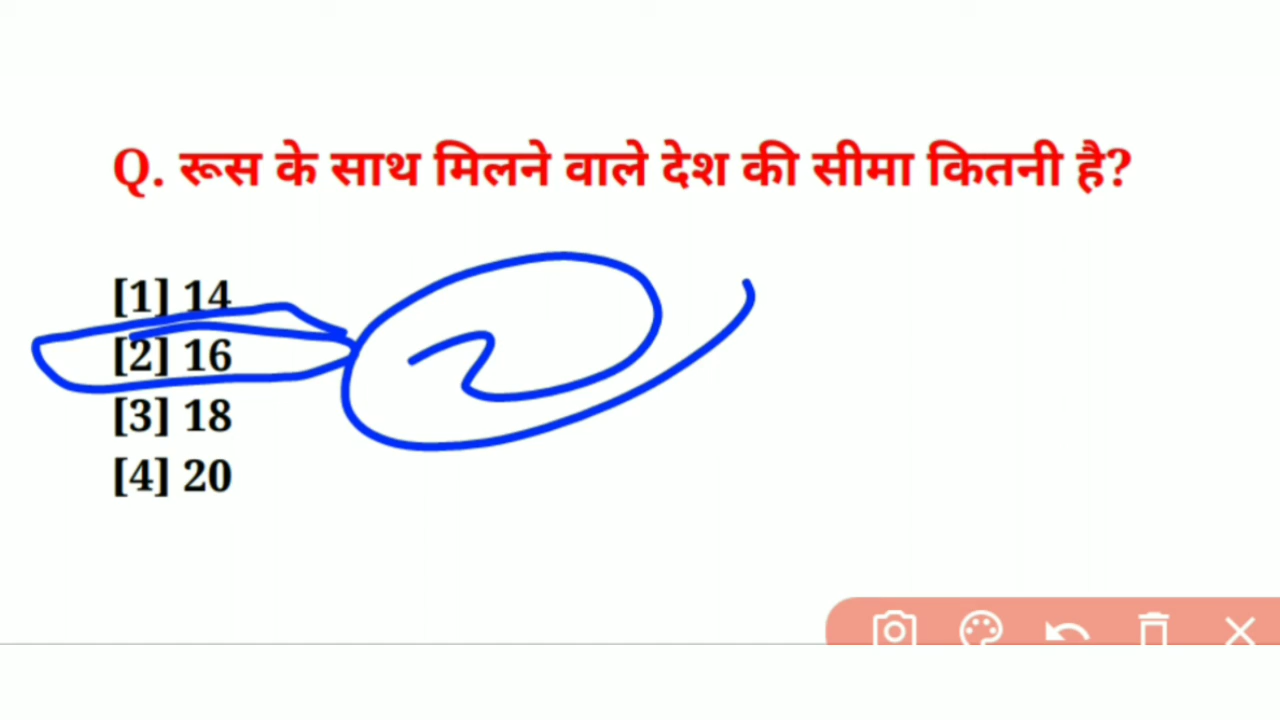 Q. रूस के साथ मिलने वाले देश की सीमा कितनी है?
[1] 14
[2] 16
[3] 18
[4] 20